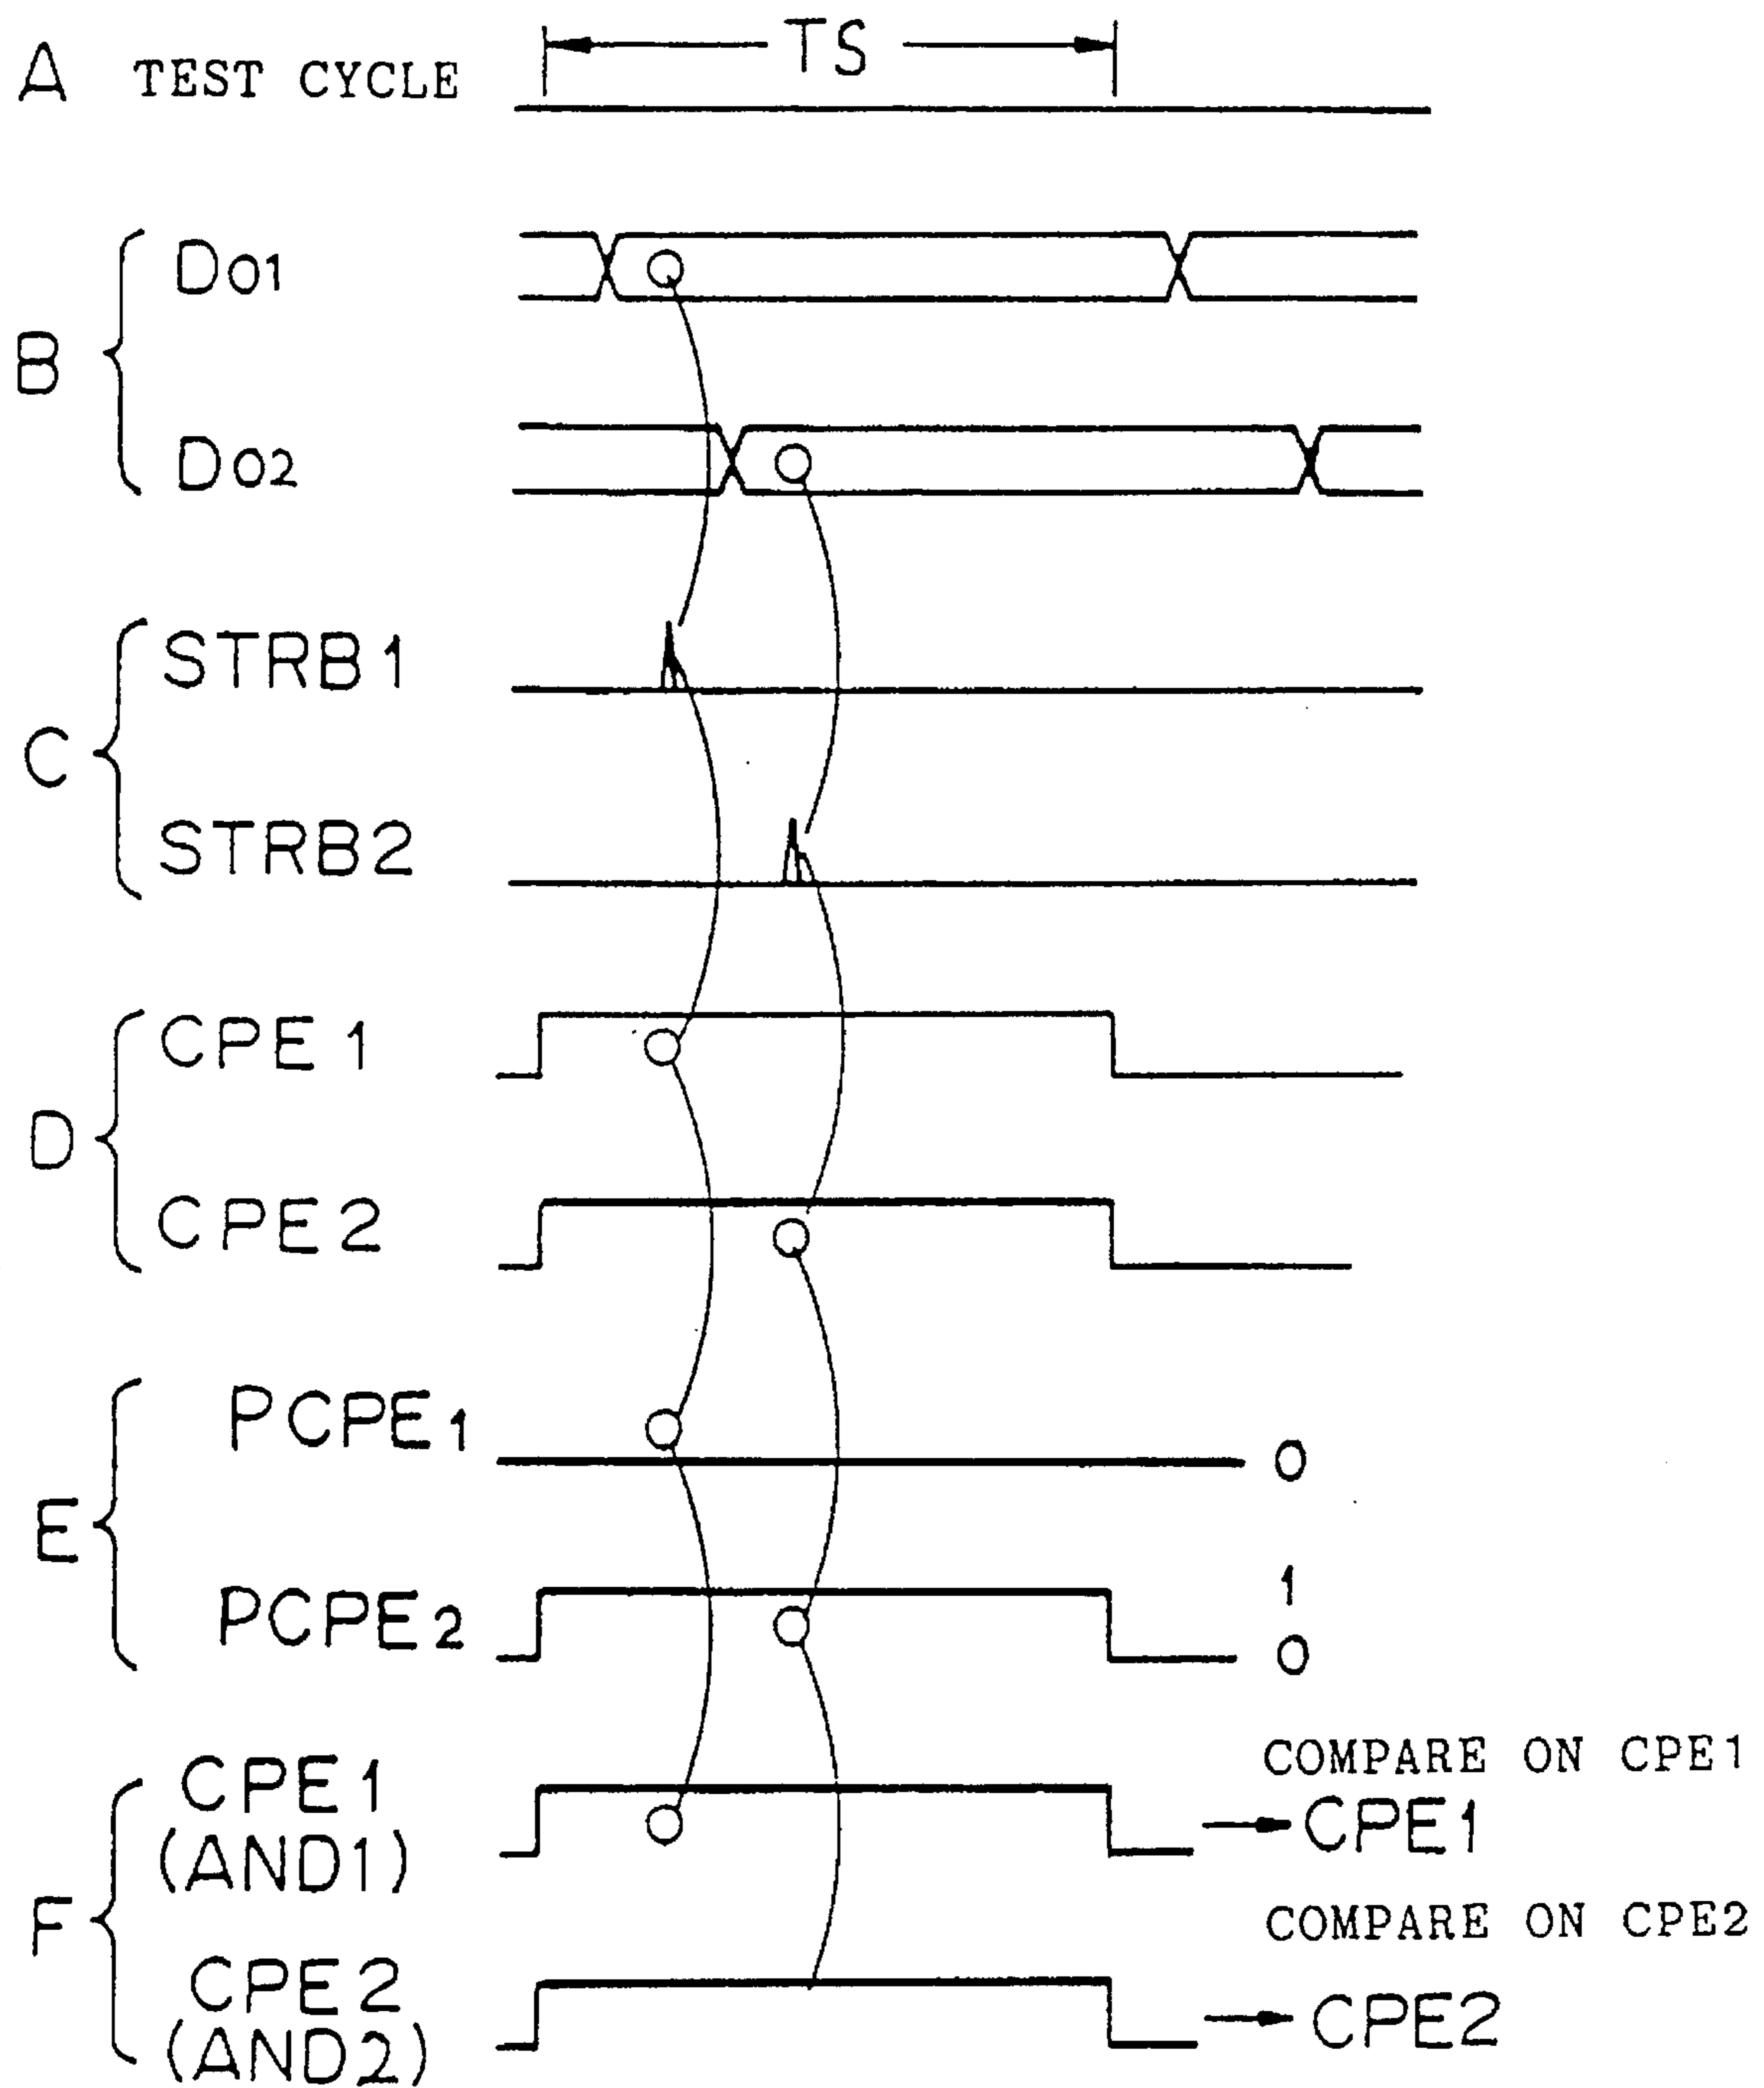 A TEST CYCLE
TS
B
Do1
Do2
C
STRB1
STRB2
D
CPE1
CPE2
E
PCPE1
0
PCPE2
1
0
F
CPE1
(AND1)
COMPARE ON CPE1
CPE1
CPE2
(AND2)
COMPARE ON CPE2
CPE2